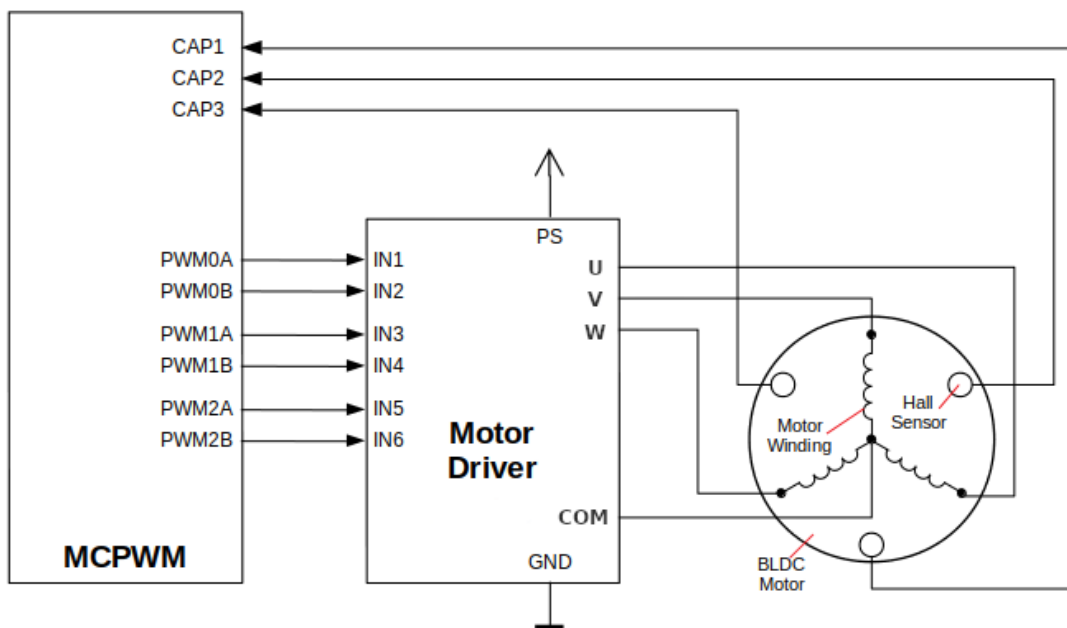 CAP1
CAP2
CAP3
PWM0A
PWM0B
PWM1A
PWM1B
PWM2A
PWM2B
MCPWM
PS
IN1
IN2
IN3
IN4
IN5
IN6
U
V
W
Motor
Driver
COM
GND
Motor
Winding
Hall
Sensor
BLDC
Motor